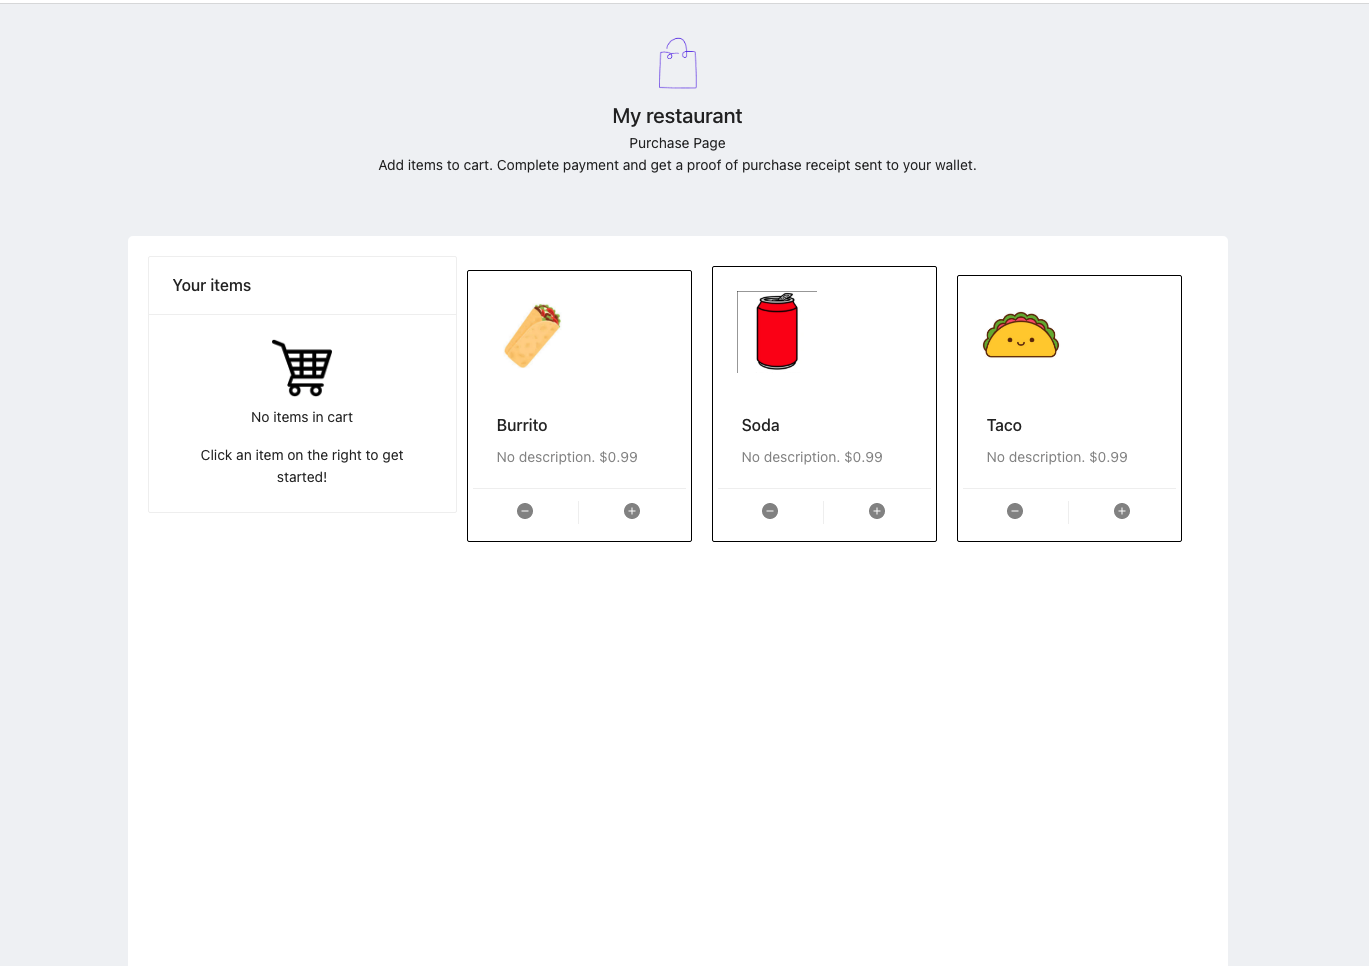 My restaurant
Purchase Page
Add items to cart. Complete payment and get a proof of purchase receipt sent to your wallet.
Your items
No items in cart
Click an item on the right to get
started!
Burrito
No description. $0.99
Soda
No description. $0.99
Taco
No description. $0.99